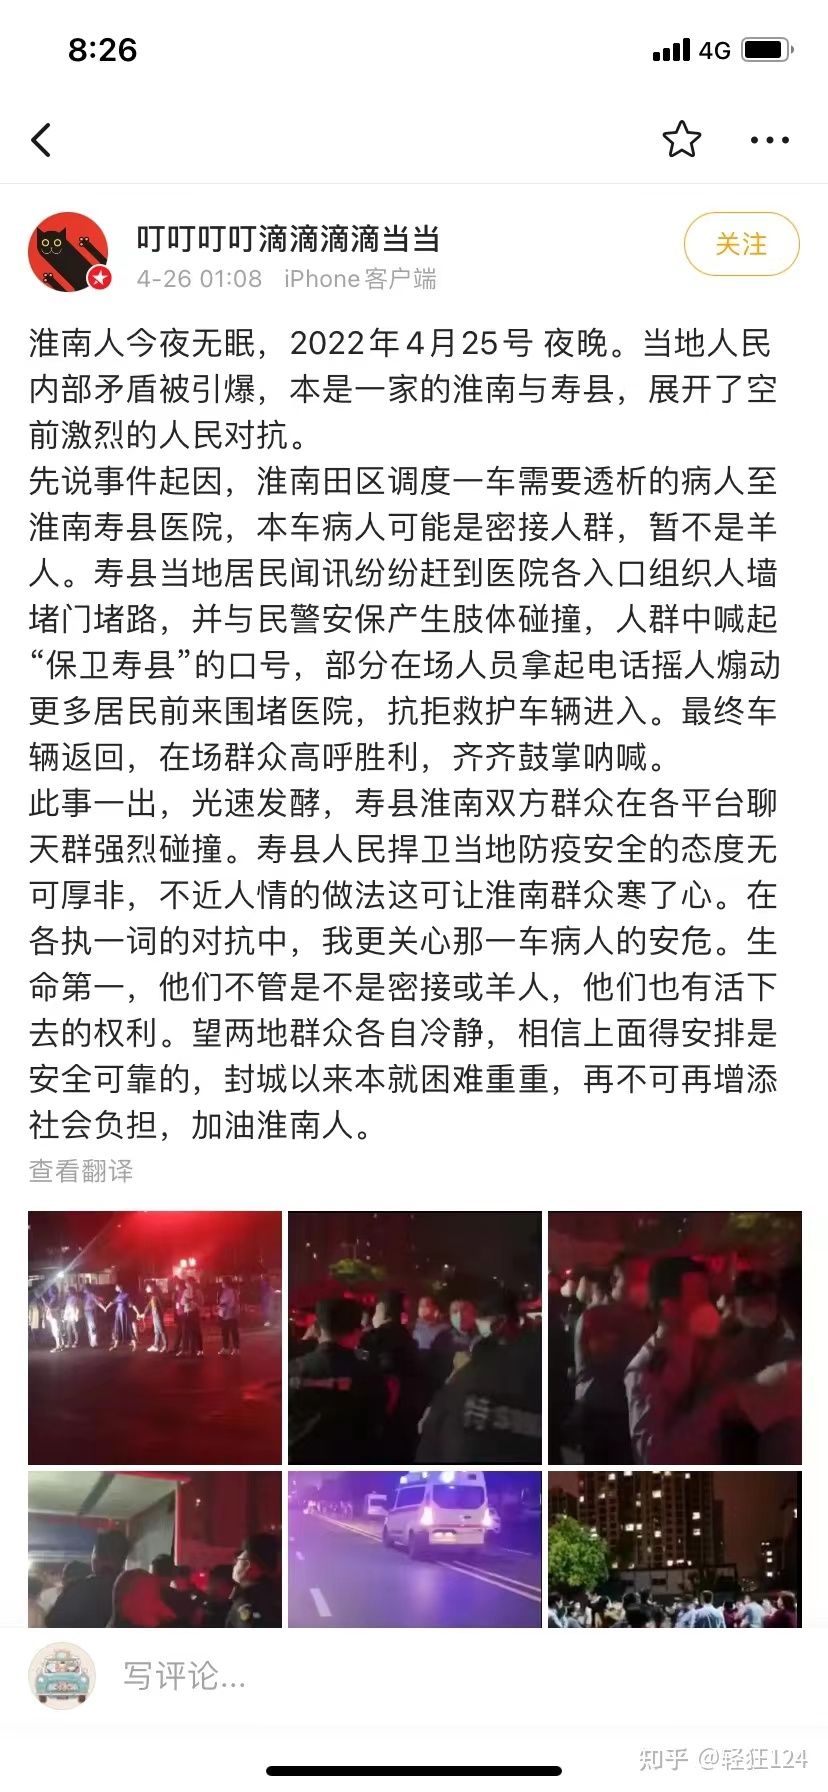 8:26
4G
叮叮叮叮滴滴滴滴当当
4-26 01:08 iPhone客户端
关注
淮南人今夜无眠，2022年4月25号 夜晚。当地人民
内部矛盾被引爆，本是一家的淮南与寿县，展开了空
前激烈的人民对抗。
先说事件起因，淮南田区调度一车需要透析的病人至
淮南寿县医院，本车病人可能是密接人群，暂不是羊
人。寿县当地居民闻讯纷纷赶到医院各入口组织人墙
堵门堵路，并与民警安保产生肢体碰撞，人群中喊起
“保卫寿县”的口号，部分在场人员拿起电话摇人煽动
更多居民前来围堵医院，抗拒救护车辆进入。最终车
辆返回，在场群众高呼胜利，齐齐鼓掌呐喊。
此事一出，光速发酵，寿县淮南双方群众在各平台聊
天群强烈碰撞。寿县人民捍卫当地防疫安全的态度无
可厚非，不近人情的做法这可让淮南群众寒了心。在
各执一词的对抗中，我更关心那一车病人的安危。生
命第一，他们不管是不是密接或羊人，他们也有活下
去的权利。望两地群众各自冷静，相信上面得安排是
安全可靠的，封城以来本就困难重重，再不可再增添
社会负担，加油淮南人。
查看翻译
特
写评论...
知乎 @轻狂124